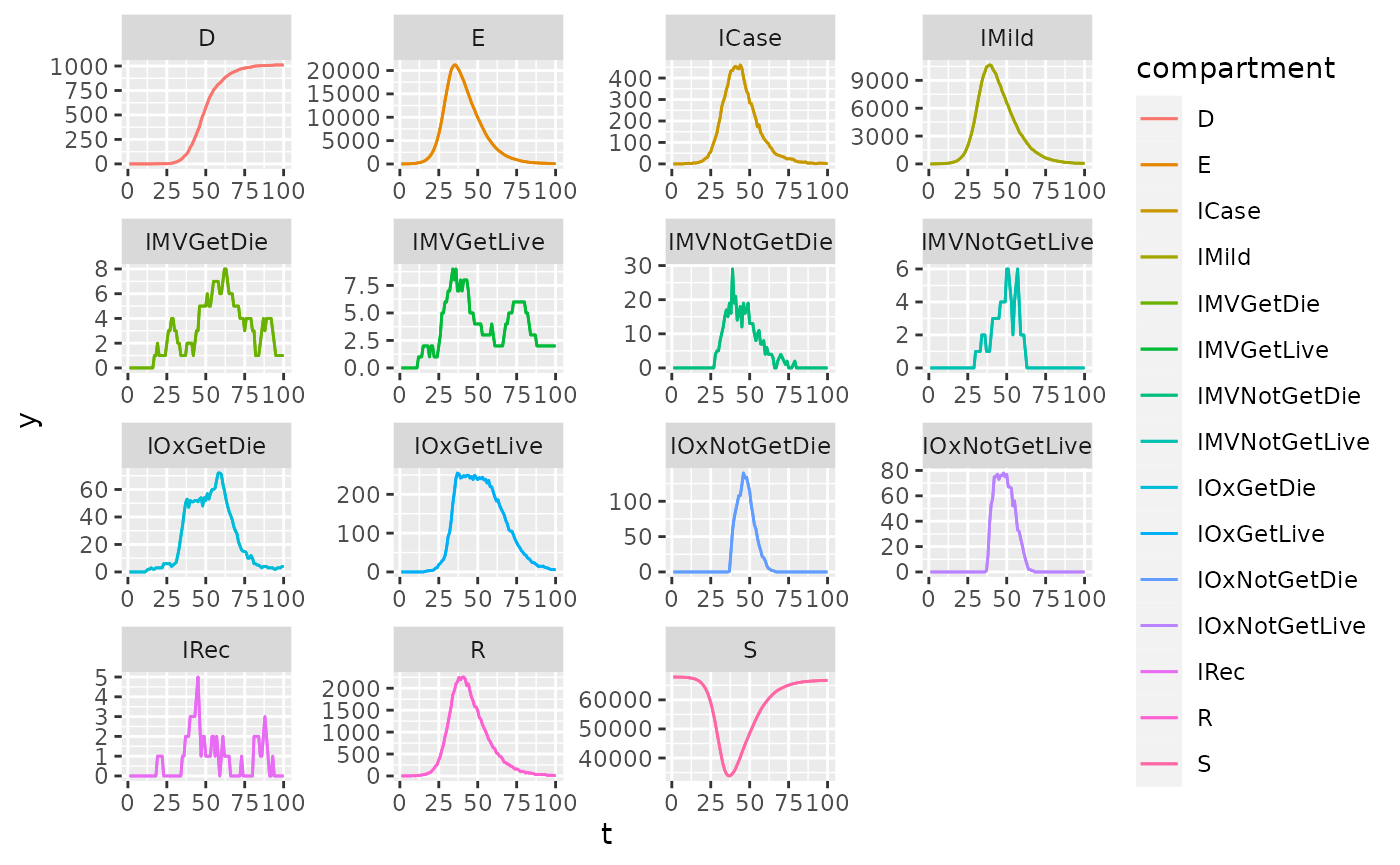 D E ICase IMild
1000 20000 400 9000
750 15000 300 6000
500 10000 200 3000
250 5000 100
0 0 0 0
0 25 50 75 100 0 25 50 75 100 0 25 50 75 100 0 25 50 75 100
IMVGetDie IMVGetLive IMVNotGetDie IMVNotGetLive
8 7.5 30 6
6 5.0 20 4
4 2.5 10 2
2 0.0 0 0
0
0 25 50 75 100 0 25 50 75 100 0 25 50 75 100 0 25 50 75 100
y
IOxGetDie IOxGetLive IOxNotGetDie IOxNotGetLive
60 200 100 80
40 100 50 60
20 0 0 40
0 20
0
0 25 50 75 100 0 25 50 75 100 0 25 50 75 100 0 25 50 75 100
IRec R S
5 2000 60000
4 1500 50000
3 1000 40000
2 500
1 0
0
0 25 50 75 100 0 25 50 75 100 0 25 50 75 100
t
compartment
D
E
ICase
IMild
IMVGetDie
IMVGetLive
IMVNotGetDie
IMVNotGetLive
IOxGetDie
IOxGetLive
IOxNotGetDie
IOxNotGetLive
IRec
R
S